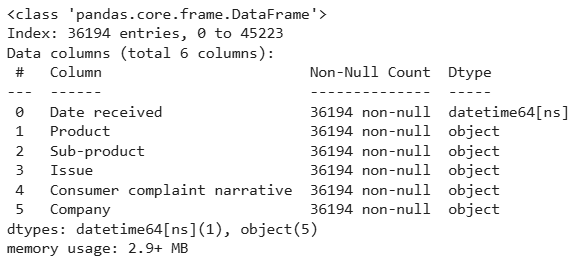 <class 'pandas.core.frame.DataFrame'>
Index: 36194 entries, 0 to 45223
Data columns (total 6 columns):
 #   Column                        Non-Null Count  Dtype
---  ------                        --------------  -----
 0   Date received                 36194 non-null  datetime64[ns]
 1   Product                       36194 non-null  object
 2   Sub-product                   36194 non-null  object
 3   Issue                         36194 non-null  object
 4   Consumer complaint narrative  36194 non-null  object
 5   Company                       36194 non-null  object
dtypes: datetime64[ns](1), object(5)
memory usage: 2.9+ MB